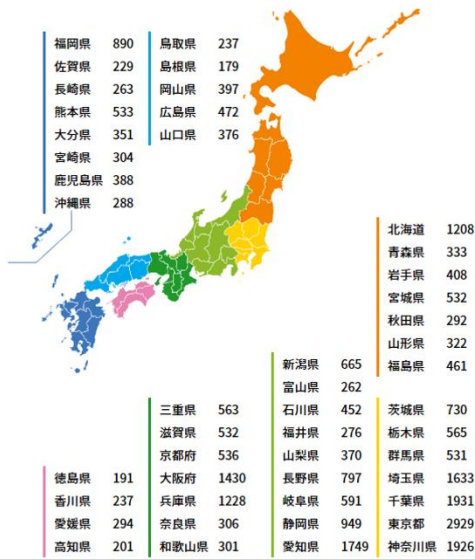 福岡県 890
佐賀県 229
長崎県 263
熊本県 533
大分県 351
宮崎県 304
鹿児島県 388
沖縄県 288
鳥取県 237
島根県 179
岡山県 397
広島県 472
山口県 376
北海道 1208
青森県 333
岩手県 408
宮城県 532
秋田県 292
山形県 322
福島県 461
新潟県 665
富山県 262
石川県 452
福井県 276
山梨県 370
長野県 797
岐阜県 591
静岡県 949
愛知県 1749
茨城県 730
栃木県 565
群馬県 531
埼玉県 1633
千葉県 1931
東京都 2929
神奈川県 1926
三重県 563
滋賀県 532
京都府 536
大阪府 1430
兵庫県 1228
奈良県 306
和歌山県 301
徳島県 191
香川県 237
愛媛県 294
高知県 201